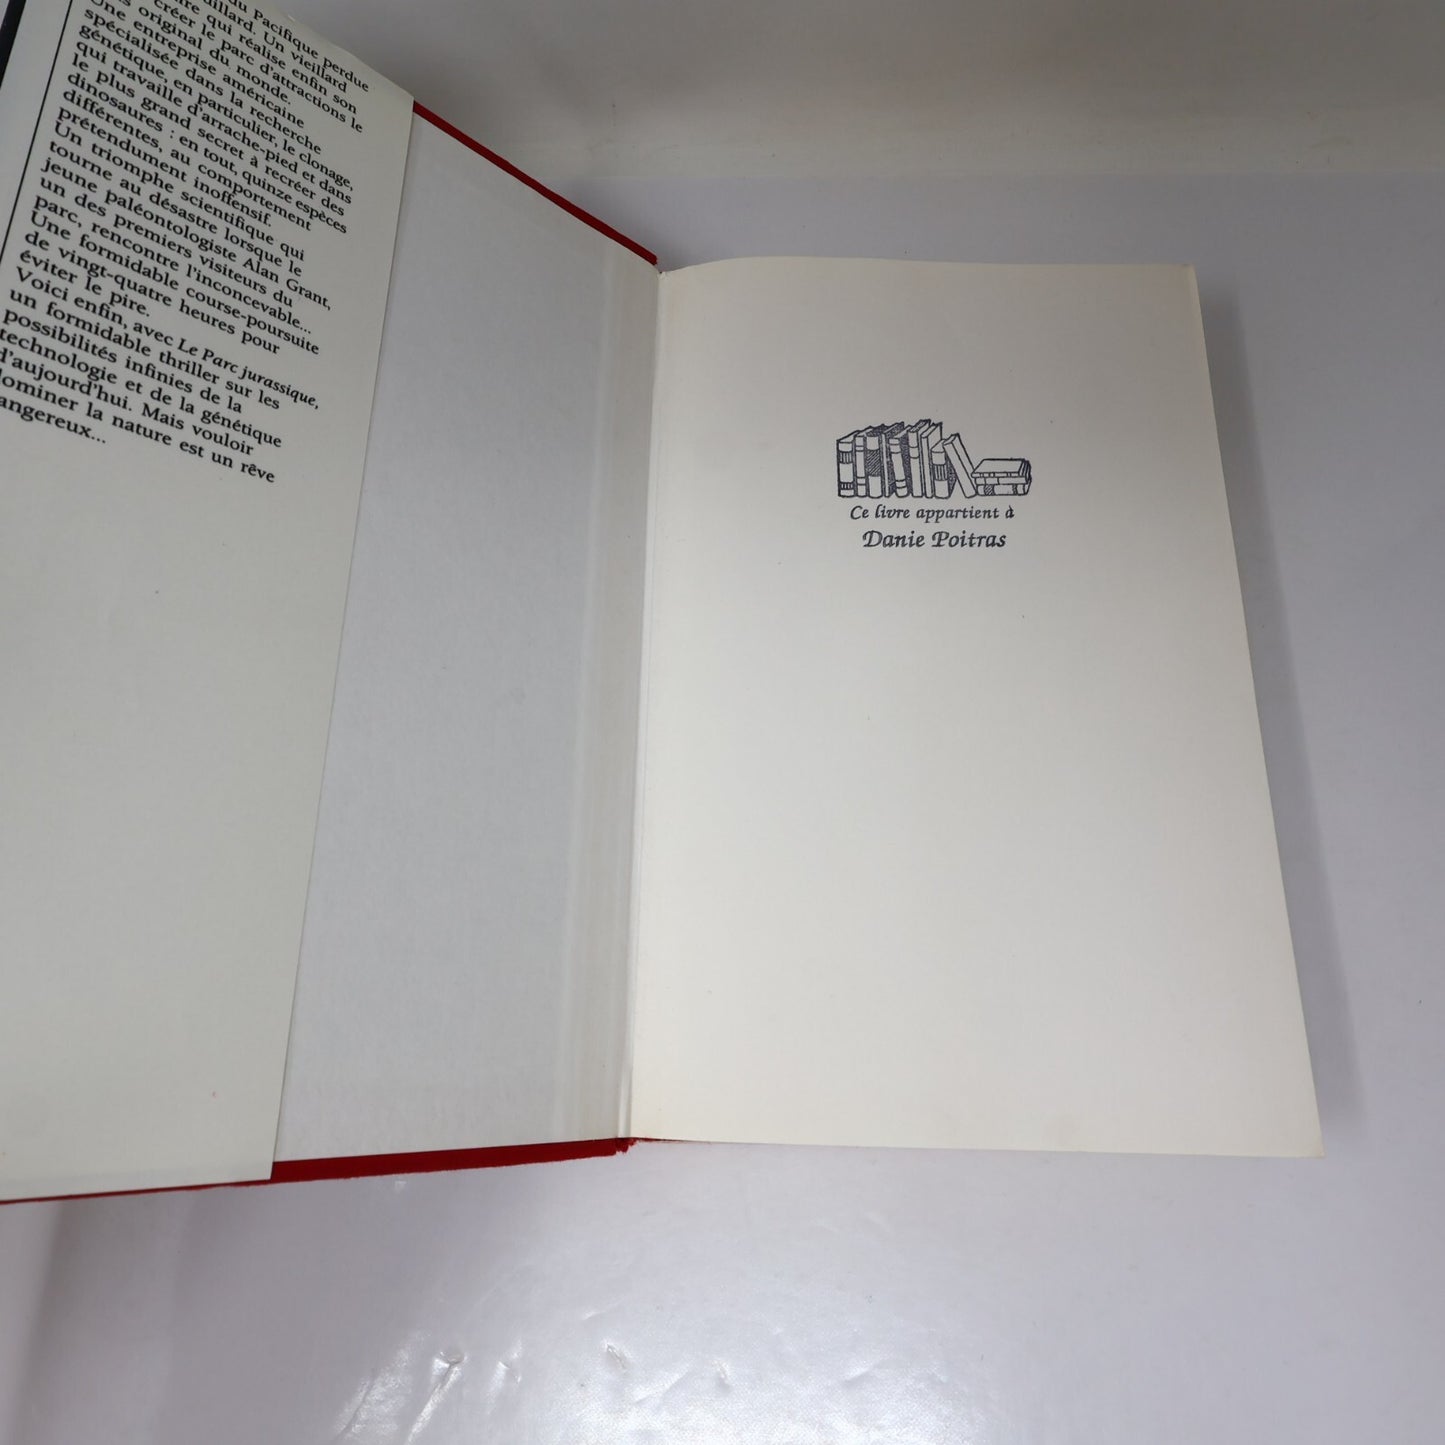 du Pacifique perdue
un vieillard
qui réalise enfin son
créer le parc d'attractions le
original du monde.
Une entreprise américaine
spécialisée dans la recherche
génétique, en particulier, le clonage,
qui travaille d'arrache-pied et dans
le plus grand secret à recréer des
dinosaures : en tout, quinze espèces
différentes, au comportement
prétendument inoffensif.
Un triomphe scientifique qui
tourne au désastre lorsque le
jeune paléontologiste Alan Grant,
un des premiers visiteurs du
parc, rencontre l'inconcevable...
Une formidable course-poursuite
de vingt-quatre heures pour
éviter le pire.
Voici enfin, avec Le Parc jurassique,
un formidable thriller sur les
possibilités infinies de la
technologie et de la génétique
d'aujourd'hui. Mais vouloir
dominer la nature est un rêve
angereux...
Ce livre appartient à
Danie Poitras